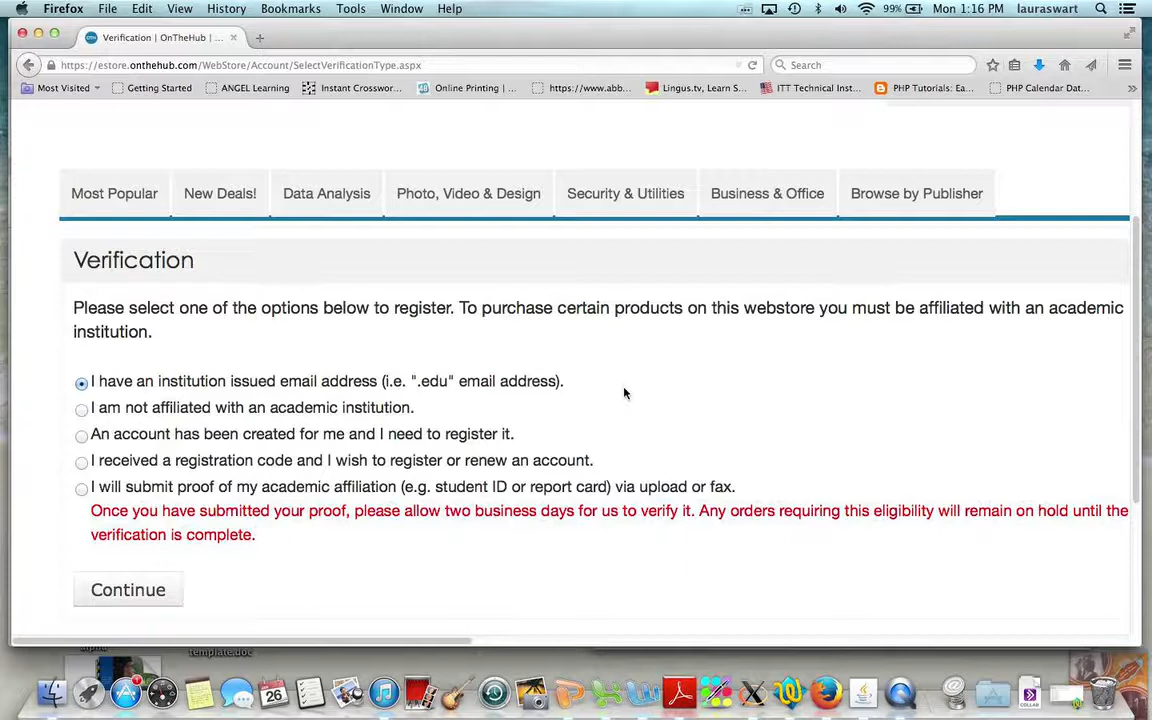 Firefox File Edit View History Bookmarks Tools Window Help 99% Mon 1:16 PM lauraswart
Verification | OnTheHub | ...
https://estore.onthehub.com/WebStore/Account/SelectVerificationType.aspx Search
Most Visited Getting Started ANGEL Learning Instant Crosswor... Online Printing | ... https://www.abb... Lingus.tv, Learn S... ITT Technical Inst... PHP Tutorials: Ea... PHP Calendar Dat...
Most Popular New Deals! Data Analysis Photo, Video & Design Security & Utilities Business & Office Browse by Publisher
Verification
Please select one of the options below to register. To purchase certain products on this webstore you must be affiliated with an academic
institution.
I have an institution issued email address (i.e. ".edu" email address).
I am not affiliated with an academic institution.
An account has been created for me and I need to register it.
I received a registration code and I wish to register or renew an account.
I will submit proof of my academic affiliation (e.g. student ID or report card) via upload or fax.
Once you have submitted your proof, please allow two business days for us to verify it. Any orders requiring this eligibility will remain on hold until the
verification is complete.
Continue
template.doc
26
COLLAB